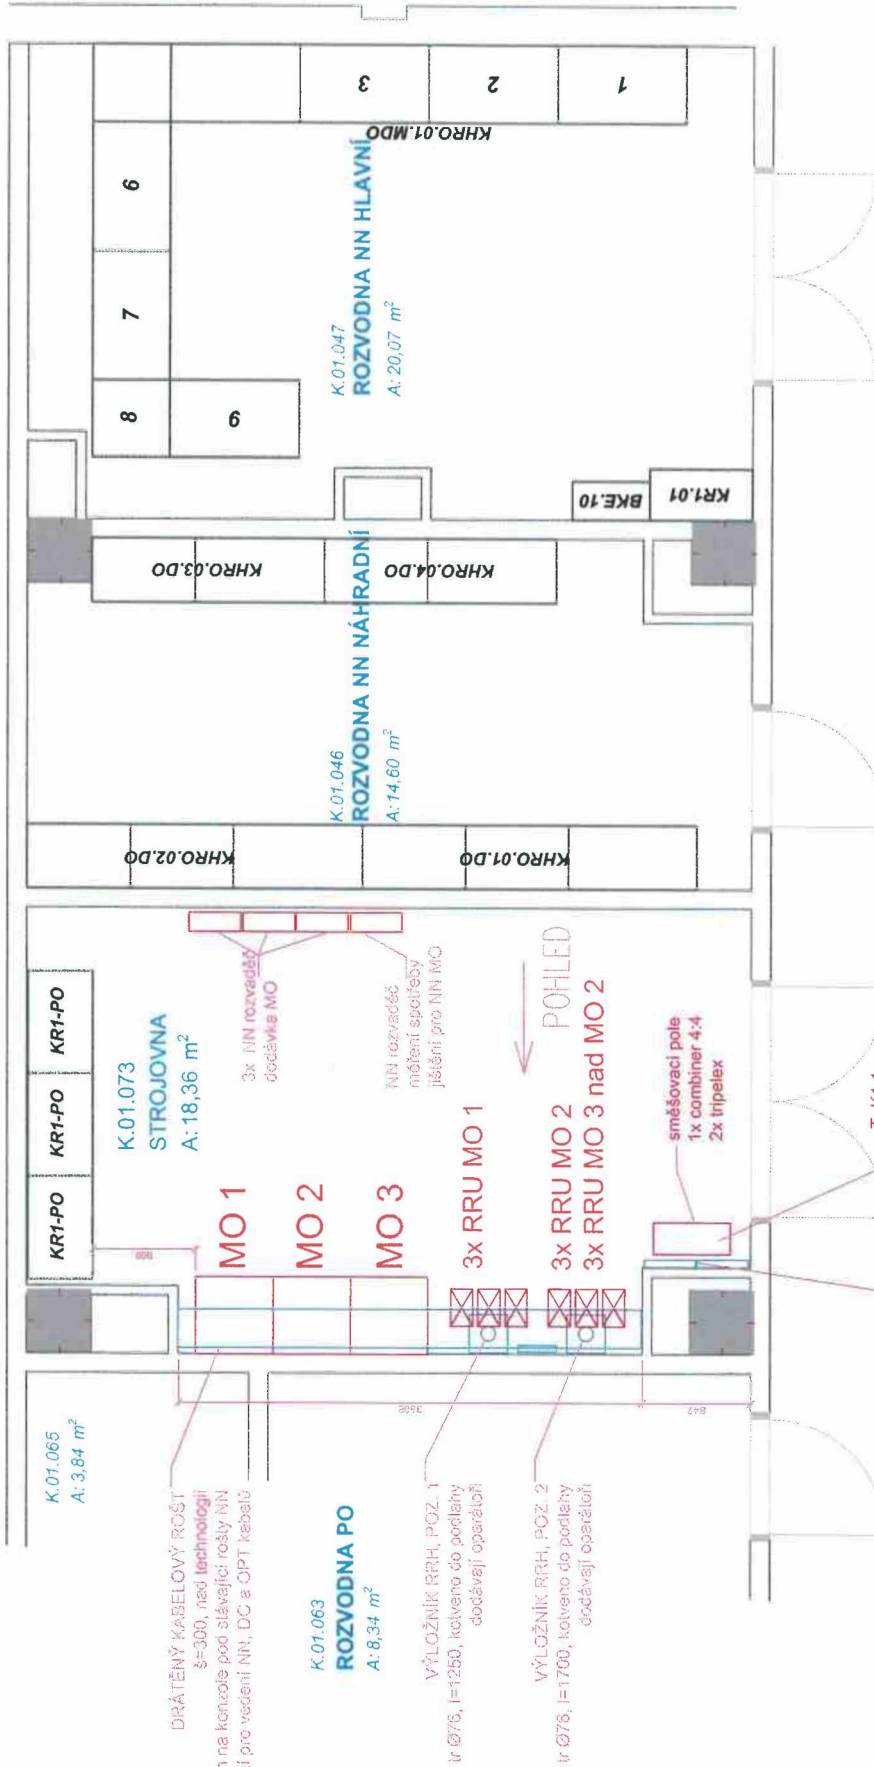 1
2
3
KHRO.01.MDO
6
7
8
9
K.01.047
ROZVODNA NN HLAVNÍ
A: 20,07 m²
BKE.10
KR1.01
KHRO.03.DO
KHRO.04.DO
K.01.046
ROZVODNA NN NÁHRADNÍ
A: 14,60 m²
KHRO.02.DO
KHRO.01.DO
KR1-PO
KR1-PO
KR1-PO
K.01.073
STROJOVNA
A: 18,36 m²
3x NN rozvaděč
dodávka MO
NN rozvaděč
měření spotřeby
jištění pro NN MO
POHLED
MO 1
MO 2
MO 3
3x RRU MO 1
3x RRU MO 2
3x RRU MO 3 nad MO 2
směšovací pole
1x combiner 4:4
2x tripelex
K.01.065
A: 3,84 m²
DRÁTĚNÝ KABELOVÝ ROŠT
š=300, nad technologií
na konzole pod stávající rošty NN
pro vedení NN, DC a OPT kabelů
K.01.063
ROZVODNA PO
A: 8,34 m²
VÝLOŽNÍK RRH, POZ. 1
tr Ø76, l=1250, kotveno do podlahy
dodávají operátoři
VÝLOŽNÍK RRH, POZ. 2
tr Ø76, l=1700, kotveno do podlahy
dodávají operátoři